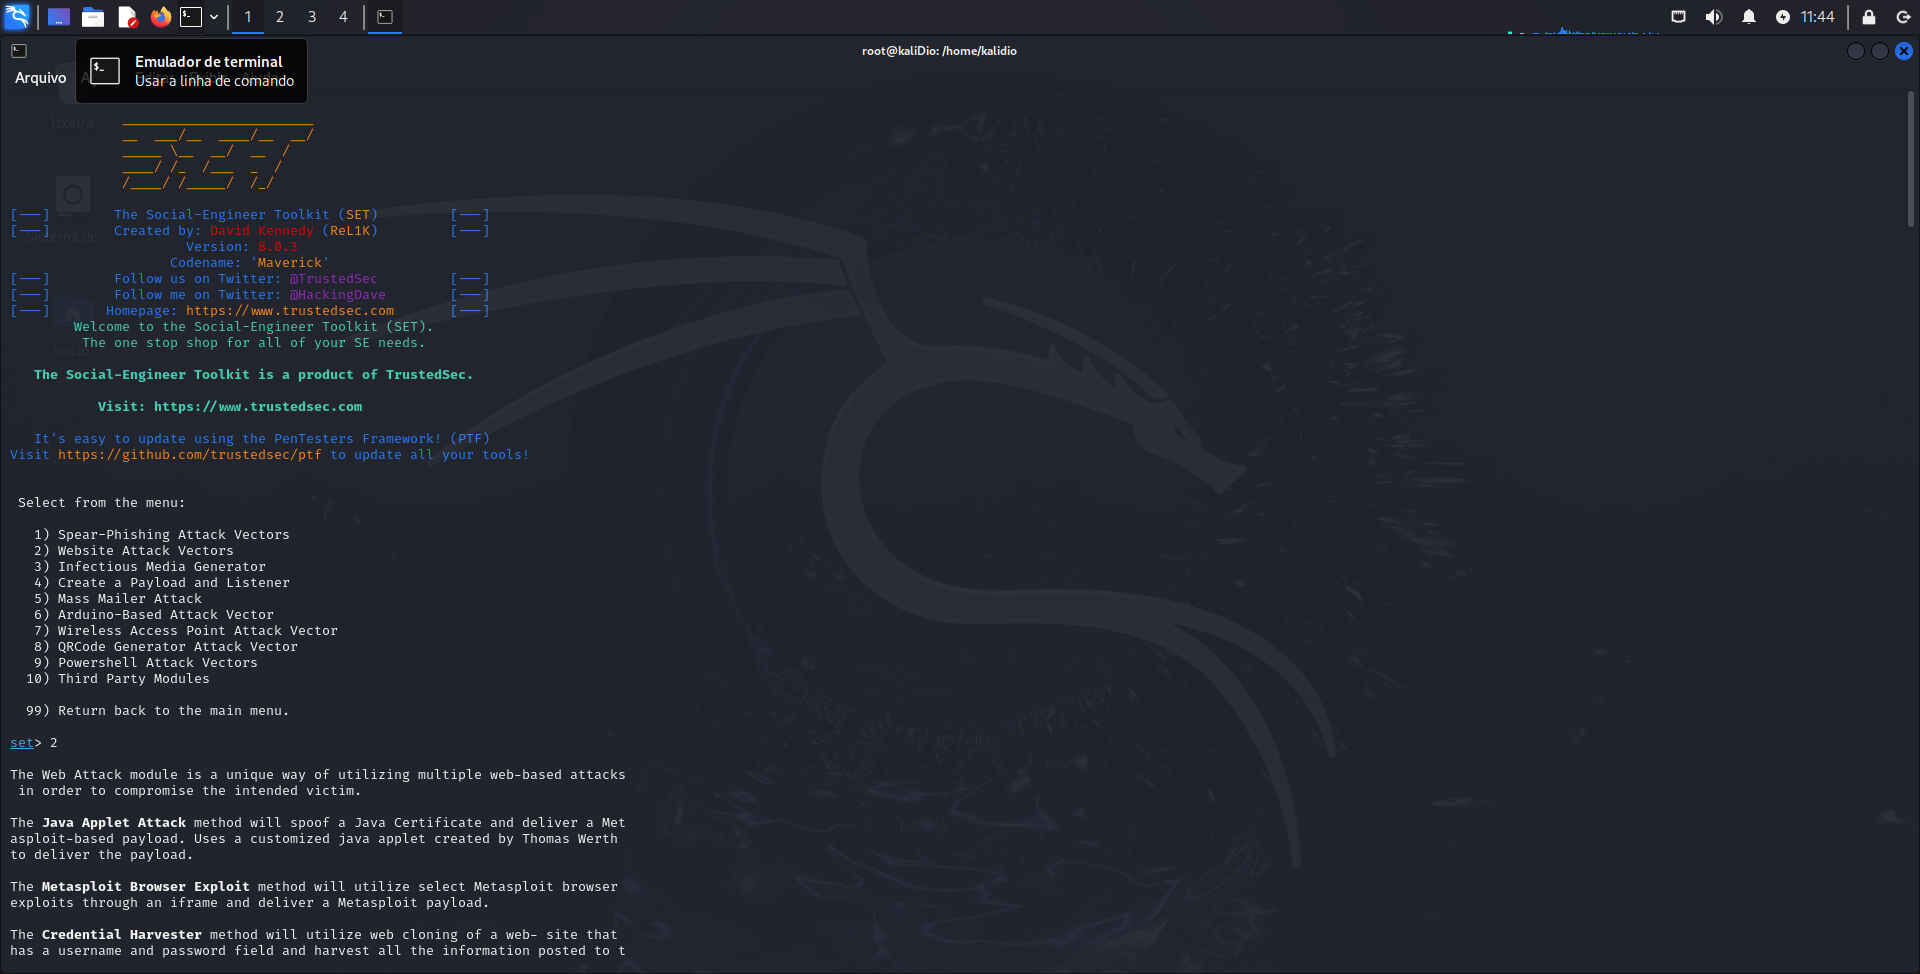 1 2 3 4 11:44
root@kaliDio: /home/kalidio
Emulador de terminal
Arquivo
Usar a linha de comando
Lixeira
[---] The Social-Engineer Toolkit (SET) [---]
[---] Created by: David Kennedy (ReL1K) [---]
Sistema de ...
Version: 8.0.3
Codename: 'Maverick'
[---] Follow us on Twitter: @TrustedSec [---]
[---] Follow me on Twitter: @HackingDave [---]
[---] Homepage: https://www.trustedsec.com [---]
Welcome to the Social-Engineer Toolkit (SET).
The one stop shop for all of your SE needs.
Início
The Social-Engineer Toolkit is a product of TrustedSec.
Visit: https://www.trustedsec.com
It's easy to update using the PenTesters Framework! (PTF)
Visit https://github.com/trustedsec/ptf to update all your tools!
Select from the menu:
1) Spear-Phishing Attack Vectors
2) Website Attack Vectors
3) Infectious Media Generator
4) Create a Payload and Listener
5) Mass Mailer Attack
6) Arduino-Based Attack Vector
7) Wireless Access Point Attack Vector
8) QRCode Generator Attack Vector
9) Powershell Attack Vectors
10) Third Party Modules
99) Return back to the main menu.
set> 2
The Web Attack module is a unique way of utilizing multiple web-based attacks
in order to compromise the intended victim.
The Java Applet Attack method will spoof a Java Certificate and deliver a Met
asploit-based payload. Uses a customized java applet created by Thomas Werth
to deliver the payload.
The Metasploit Browser Exploit method will utilize select Metasploit browser
exploits through an iframe and deliver a Metasploit payload.
The Credential Harvester method will utilize web cloning of a web- site that
has a username and password field and harvest all the information posted to t